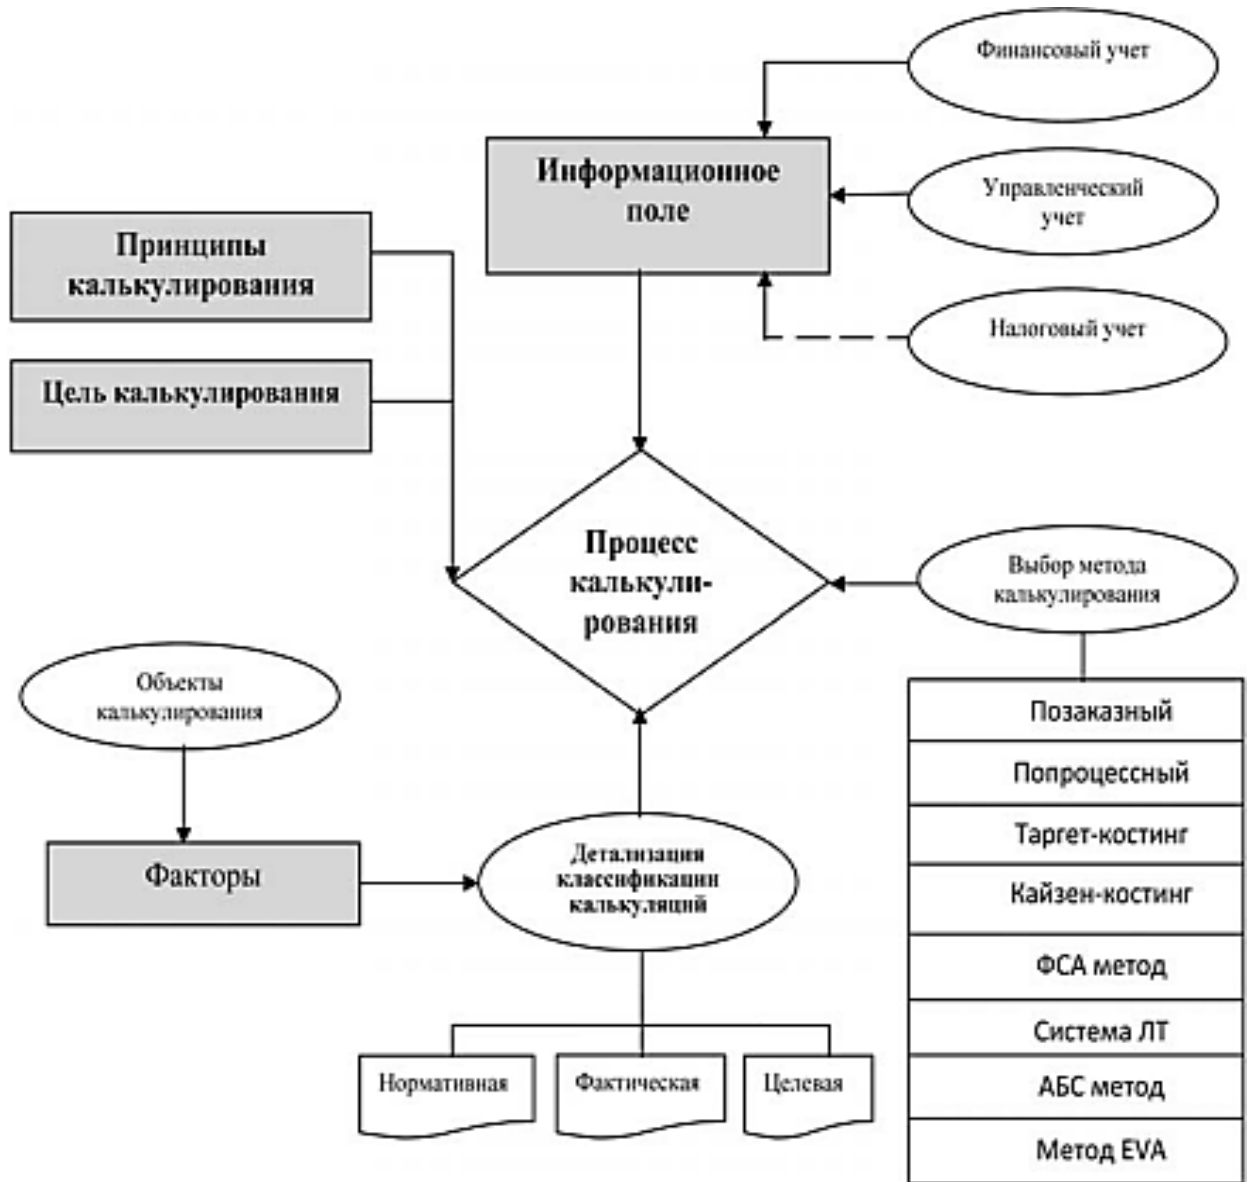 Финансовый учет
Информационное
поле
Управленческий
учет
Принципы
калькулирования
Налоговый учет
Цель калькулирования
Процесс
калькули-
рования
Выбор метода
калькулирования
Объекты
калькулирования
Позаказный
Попроцессный
Таргет-костинг
Кайзен-костинг
ФСА метод
Система ЛТ
АБС метод
Метод EVA
Факторы
Детализация
классификации
калькуляций
Нормативная
Фактическая
Целевая